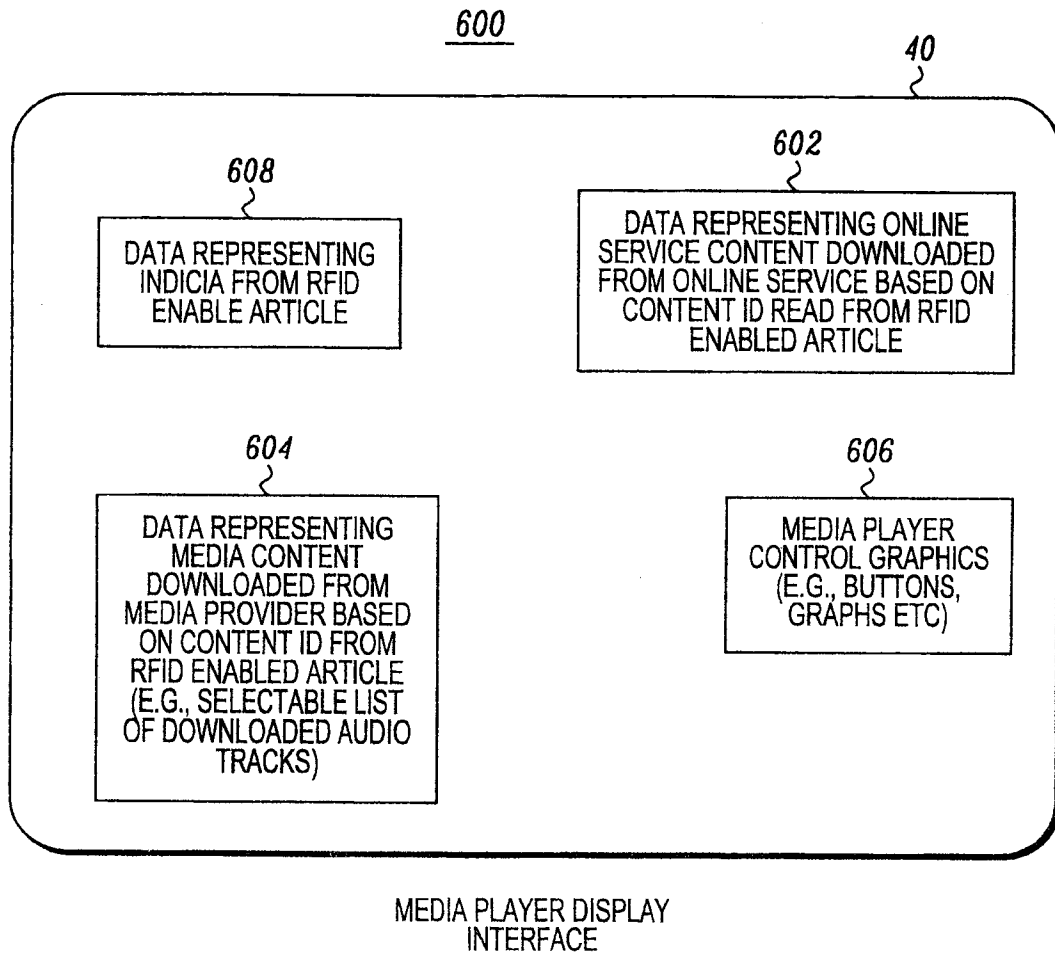 600
40
608
DATA REPRESENTING
INDICIA FROM RFID
ENABLE ARTICLE
602
DATA REPRESENTING ONLINE
SERVICE CONTENT DOWNLOADED
FROM ONLINE SERVICE BASED ON
CONTENT ID READ FROM RFID
ENABLED ARTICLE
604
DATA REPRESENTING
MEDIA CONTENT
DOWNLOADED FROM
MEDIA PROVIDER BASED
ON CONTENT ID FROM
RFID ENABLED ARTICLE
(E.G., SELECTABLE LIST
OF DOWNLOADED AUDIO
TRACKS)
606
MEDIA PLAYER
CONTROL GRAPHICS
(E.G., BUTTONS,
GRAPHS ETC)
MEDIA PLAYER DISPLAY
INTERFACE